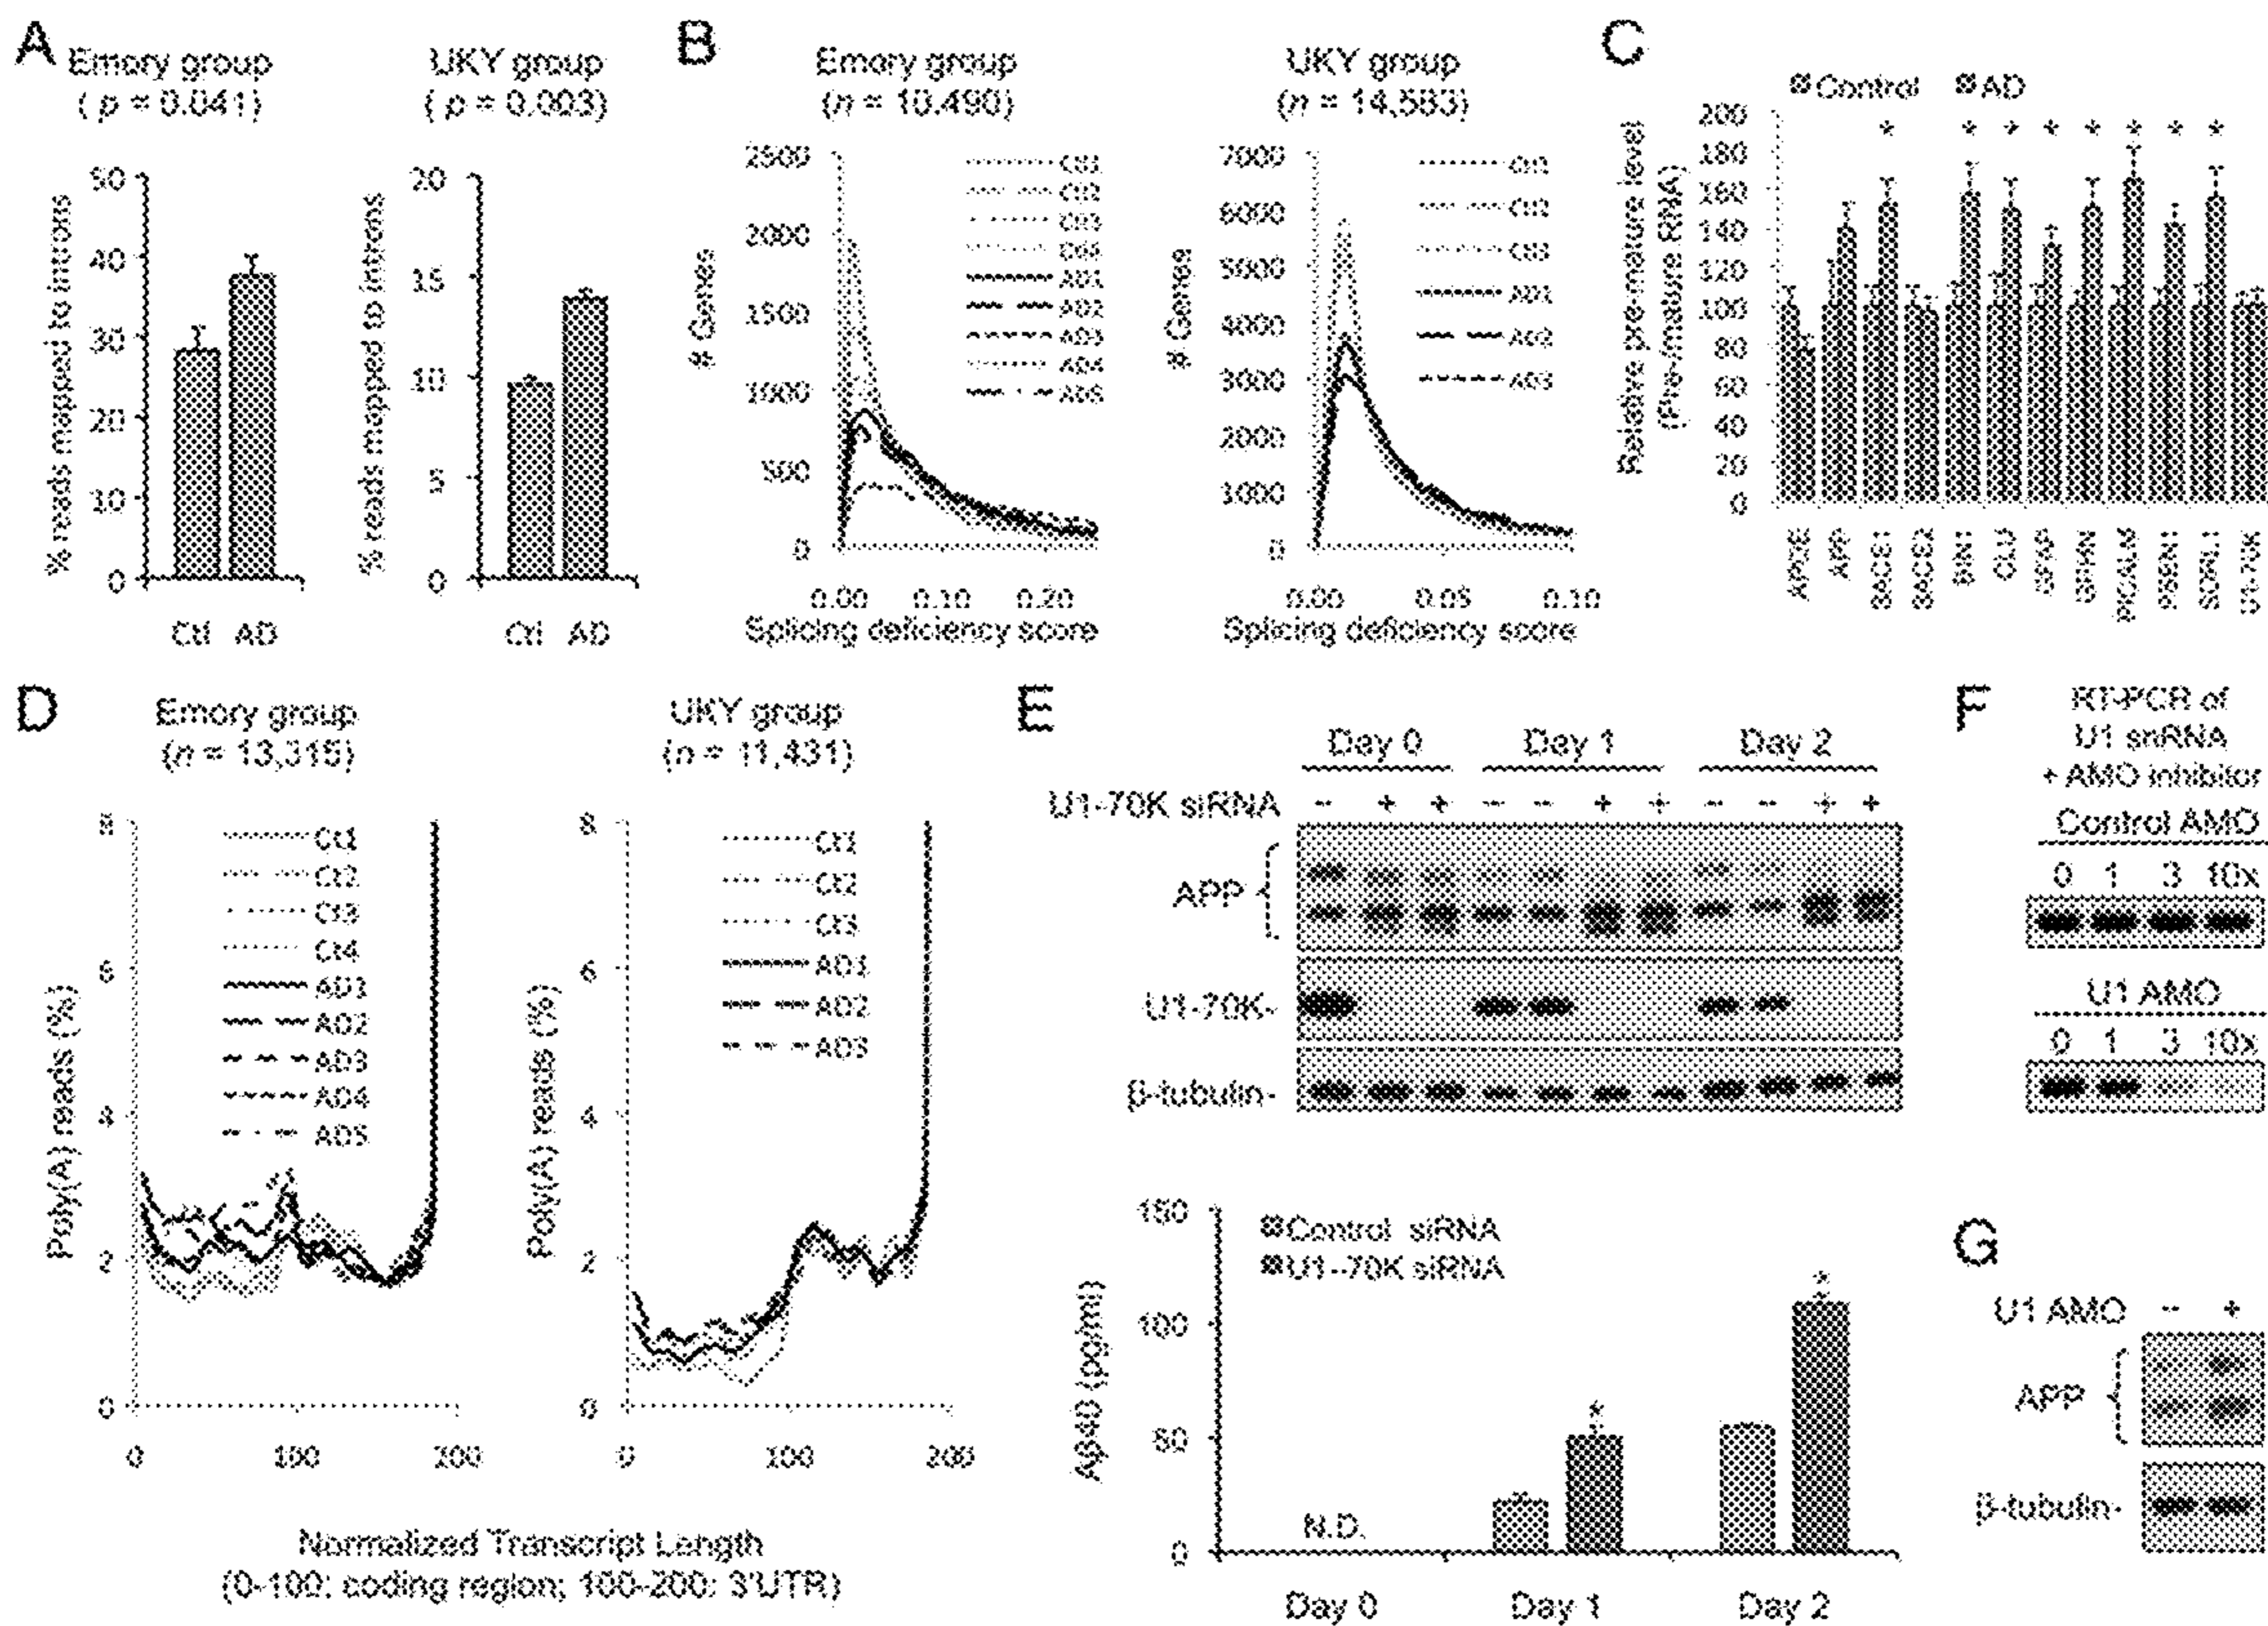 A
Emory group
( p = 0.041)
UKY group
( p = 0.003)
% reads mapped to introns
50
40
30
20
10
0
Ctl AD
% reads mapped to introns
20
15
10
5
0
Ctl AD
B
Emory group
(n = 10,490)
# Genes
2500
2000
1500
1000
500
0
Ctl1
Ctl2
Ctl3
AD1
AD2
AD3
AD4
AD5
0.00 0.10 0.20
Splicing deficiency score
UKY group
(n = 14,583)
# Genes
7000
6000
5000
4000
3000
2000
1000
0
Ctl1
Ctl2
Ctl3
AD1
AD2
AD3
0.00 0.05 0.10
Splicing deficiency score
C
Control AD
Relative pre-mature level
(Pre-/mature RNA)
200
180
160
140
120
100
80
60
40
20
0
* * * * * * * *
APOE
APP
BACE1
BACE2
BIN1
CLU
GFAP
PICALM
PSEN1
SORL1
U1-70K
D
Emory group
(n = 13,315)
Poly(A) reads (%)
8
6
4
2
0
Ct1
Ct2
Ct3
Ct4
AD1
AD2
AD3
AD4
AD5
0 100 200
UKY group
(n = 11,431)
Poly(A) reads (%)
8
6
4
2
0
Ct1
Ct2
Ct3
AD1
AD2
AD3
0 100 200
Normalized Transcript Length
(0-100: coding region; 100-200: 3'UTR)
E
Day 0 Day 1 Day 2
U1-70K siRNA - + + - - + + - - + +
APP
U1-70K-
β-tubulin-
Aβ40 (pg/ml)
150
100
50
0
Control siRNA
U1-70K siRNA
N.D.
*
*
Day 0 Day 1 Day 2
F
RT-PCR of
U1 snRNA
+ AMO inhibitor
Control AMO
0 1 3 10x
U1 AMO
0 1 3 10x
G
U1 AMO - +
APP
β-tubulin-